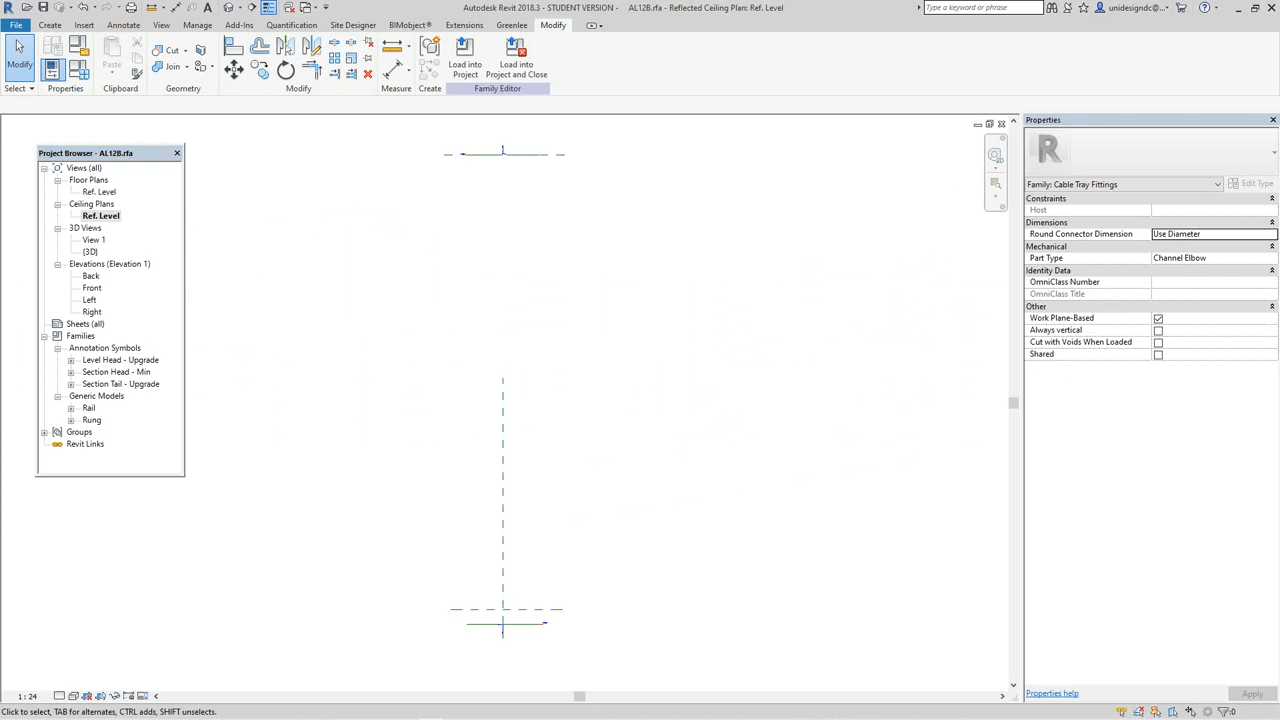 Autodesk Revit 2018.3 - STUDENT VERSION - AL12B.rfa - Reflected Ceiling Plan: Ref. Level
Type a keyword or phrase
unidesigndc@...
File Create Insert Annotate View Manage Add-Ins Quantification Site Designer BIMobject® Extensions Greenlee Modify
Modify
Paste
Cut
Join
Load into Project
Load into Project and Close
Select Properties Clipboard Geometry Modify Measure Create Family Editor
Project Browser - AL12B.rfa
Views (all)
Floor Plans
Ref. Level
Ceiling Plans
Ref. Level
3D Views
View 1
{3D}
Elevations (Elevation 1)
Back
Front
Left
Right
Sheets (all)
Families
Annotation Symbols
Level Head - Upgrade
Section Head - Min
Section Tail - Upgrade
Generic Models
Rail
Rung
Groups
Revit Links
Properties
R
Family: Cable Tray Fittings
Edit Type
Constraints
Host
Dimensions
Round Connector Dimension Use Diameter
Mechanical
Part Type Channel Elbow
Identity Data
OmniClass Number
OmniClass Title
Other
Work Plane-Based
Always vertical
Cut with Voids When Loaded
Shared
Properties help
Apply
1 : 24
Click to select, TAB for alternates, CTRL adds, SHIFT unselects.
:0